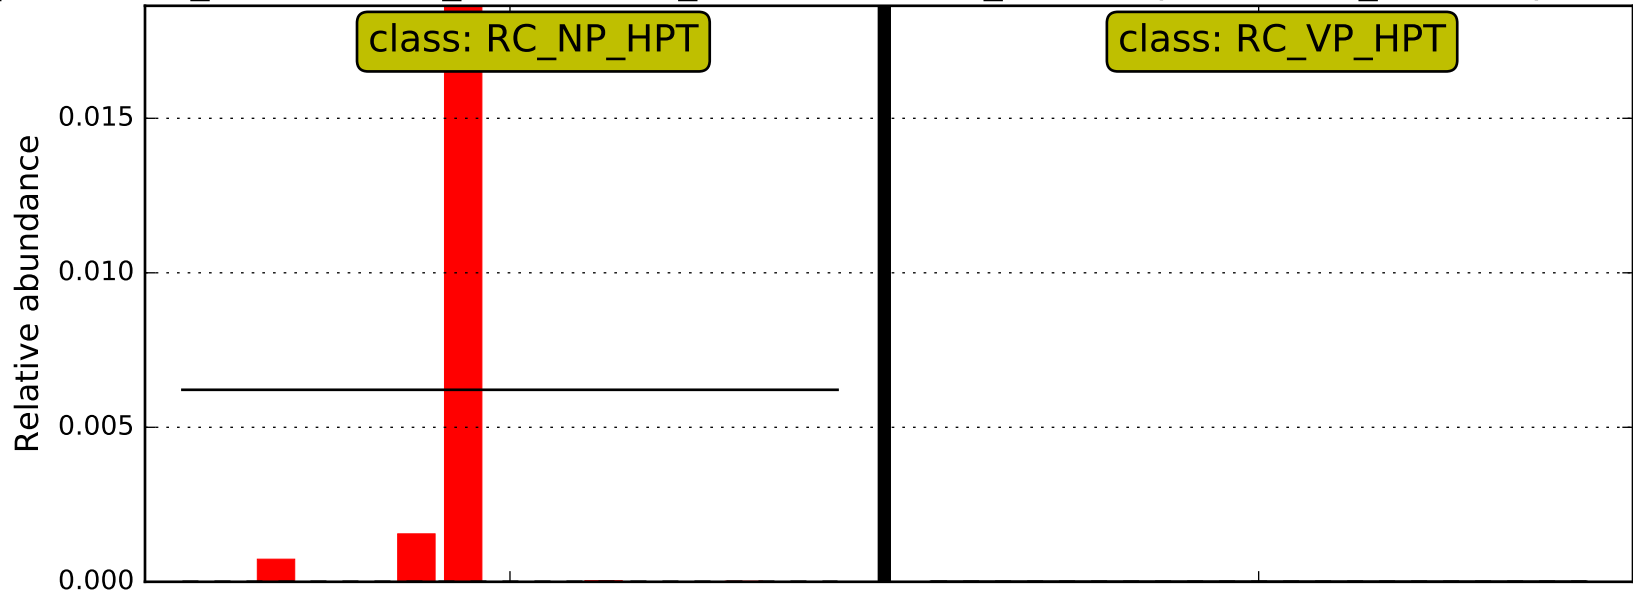 class: RC_NP_HPT
class: RC_VP_HPT
Relative abundance
0.015
0.010
0.005
0.000